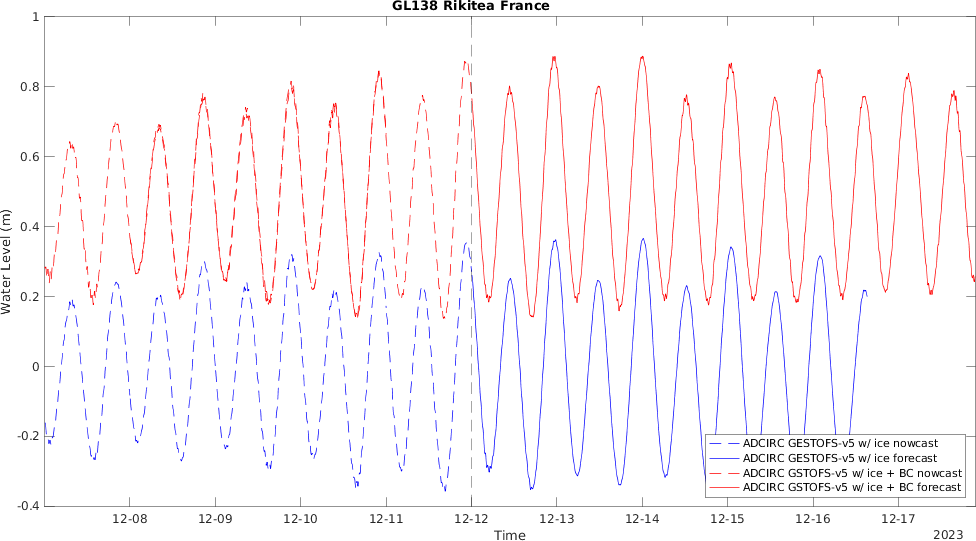 GL138 Rikitea France
1
0.8
0.6
0.4
0.2
0
-0.2
-0.4
Water Level (m)
ADCIRC GESTOFS-v5 w/ ice nowcast
ADCIRC GESTOFS-v5 w/ ice forecast
ADCIRC GSTOFS-v5 w/ ice + BC nowcast
ADCIRC GSTOFS-v5 w/ ice + BC forecast
12-08 12-09 12-10 12-11 12-12 12-13 12-14 12-15 12-16 12-17
Time
2023